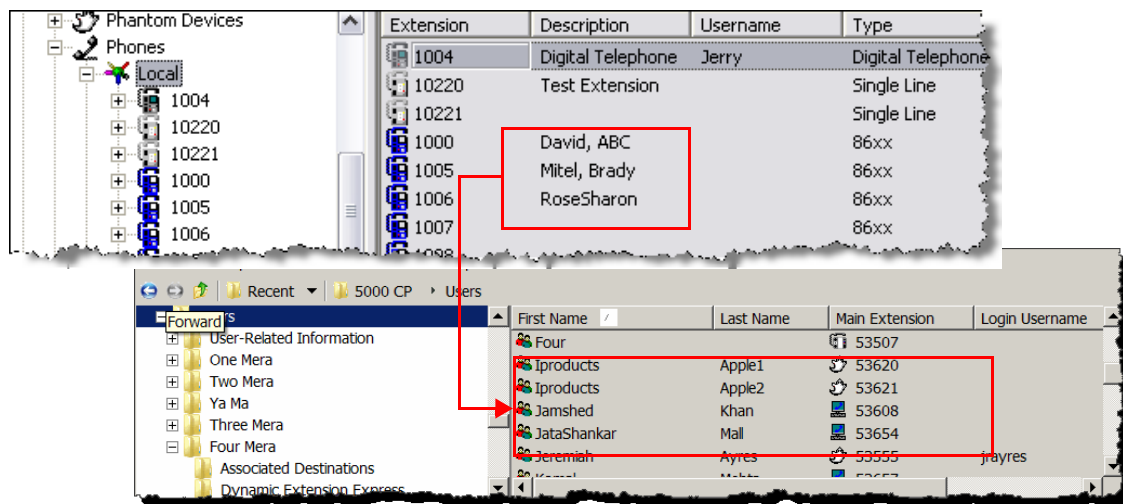 Phantom Devices
Phones
Local
1004
10220
10221
1000
1005
1006
Extension Description Username Type
1004 Digital Telephone Jerry Digital Telephone
10220 Test Extension Single Line
10221 Single Line
1000 David, ABC 86xx
1005 Mitel, Brady 86xx
1006 RoseSharon 86xx
1007 86xx
Recent 5000 CP Users
Forward
User-Related Information
One Mera
Two Mera
Ya Ma
Three Mera
Four Mera
Associated Destinations
Dynamic Extension Express
First Name Last Name Main Extension Login Username
Four 53507
Iproducts Apple1 53620
Iproducts Apple2 53621
Jamshed Khan 53608
JataShankar Mall 53654
Jeremiah Ayres 53555 jrayres